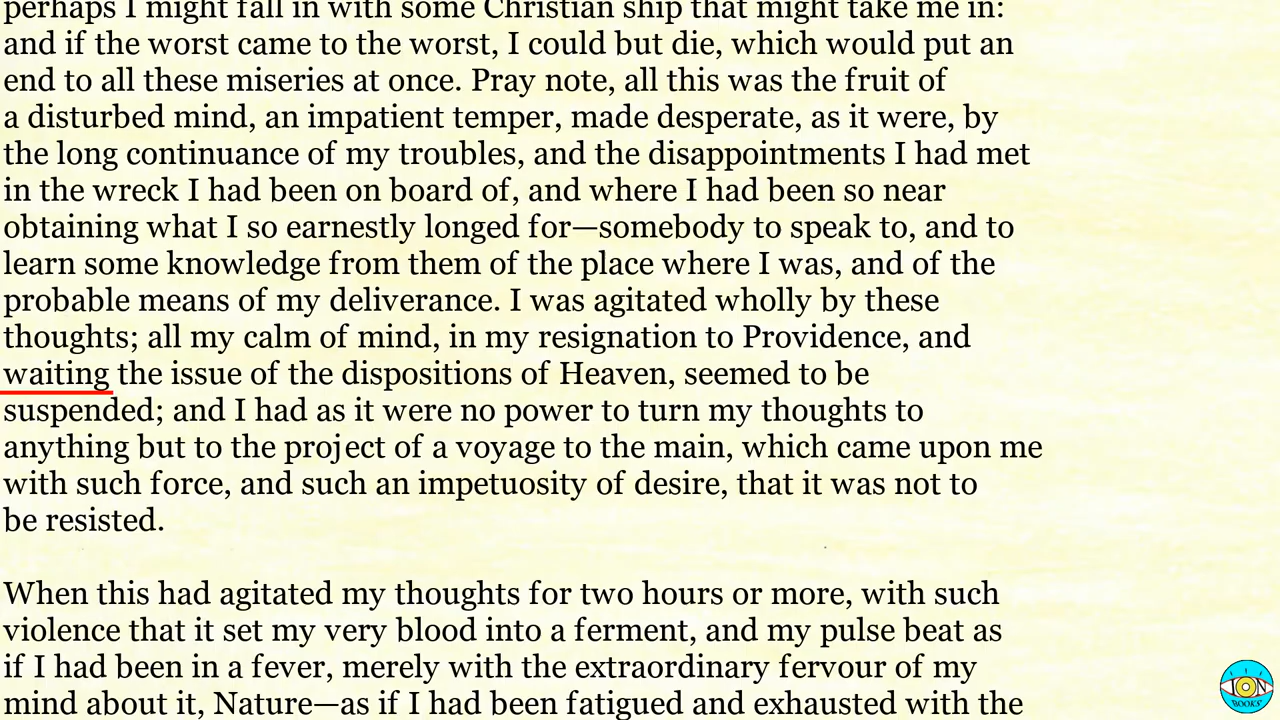 perhaps I might fall in with some Christian ship that might take me in:
and if the worst came to the worst, I could but die, which would put an
end to all these miseries at once. Pray note, all this was the fruit of
a disturbed mind, an impatient temper, made desperate, as it were, by
the long continuance of my troubles, and the disappointments I had met
in the wreck I had been on board of, and where I had been so near
obtaining what I so earnestly longed for—somebody to speak to, and to
learn some knowledge from them of the place where I was, and of the
probable means of my deliverance. I was agitated wholly by these
thoughts; all my calm of mind, in my resignation to Providence, and
waiting the issue of the dispositions of Heaven, seemed to be
suspended; and I had as it were no power to turn my thoughts to
anything but to the project of a voyage to the main, which came upon me
with such force, and such an impetuosity of desire, that it was not to
be resisted.
When this had agitated my thoughts for two hours or more, with such
violence that it set my very blood into a ferment, and my pulse beat as
if I had been in a fever, merely with the extraordinary fervour of my
mind about it, Nature—as if I had been fatigued and exhausted with the
ION
BOOKS